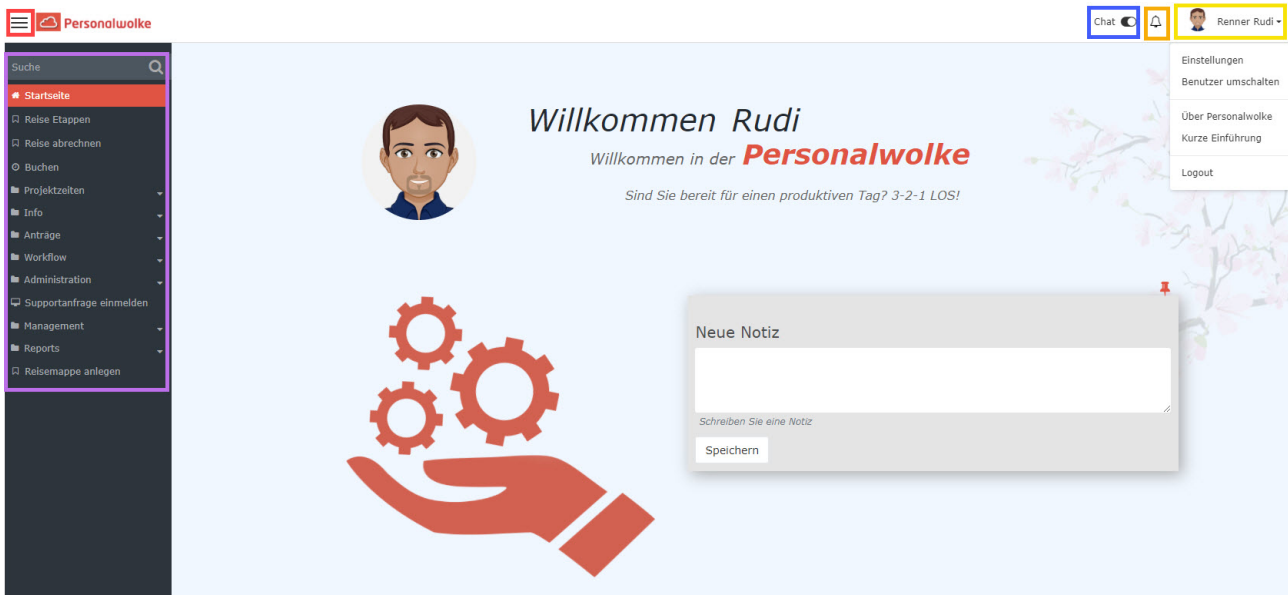 Personalwolke
Chat
Renner Rudi
Einstellungen
Benutzer umschalten
Über Personalwolke
Kurze Einführung
Logout
Suche
Startseite
Reise Etappen
Reise abrechnen
Buchen
Projektzeiten
Info
Anträge
Workflow
Administration
Supportanfrage einmelden
Management
Reports
Reisemappe anlegen
Willkommen Rudi
Willkommen in der Personalwolke
Sind Sie bereit für einen produktiven Tag? 3-2-1 LOS!
Neue Notiz
Schreiben Sie eine Notiz
Speichern